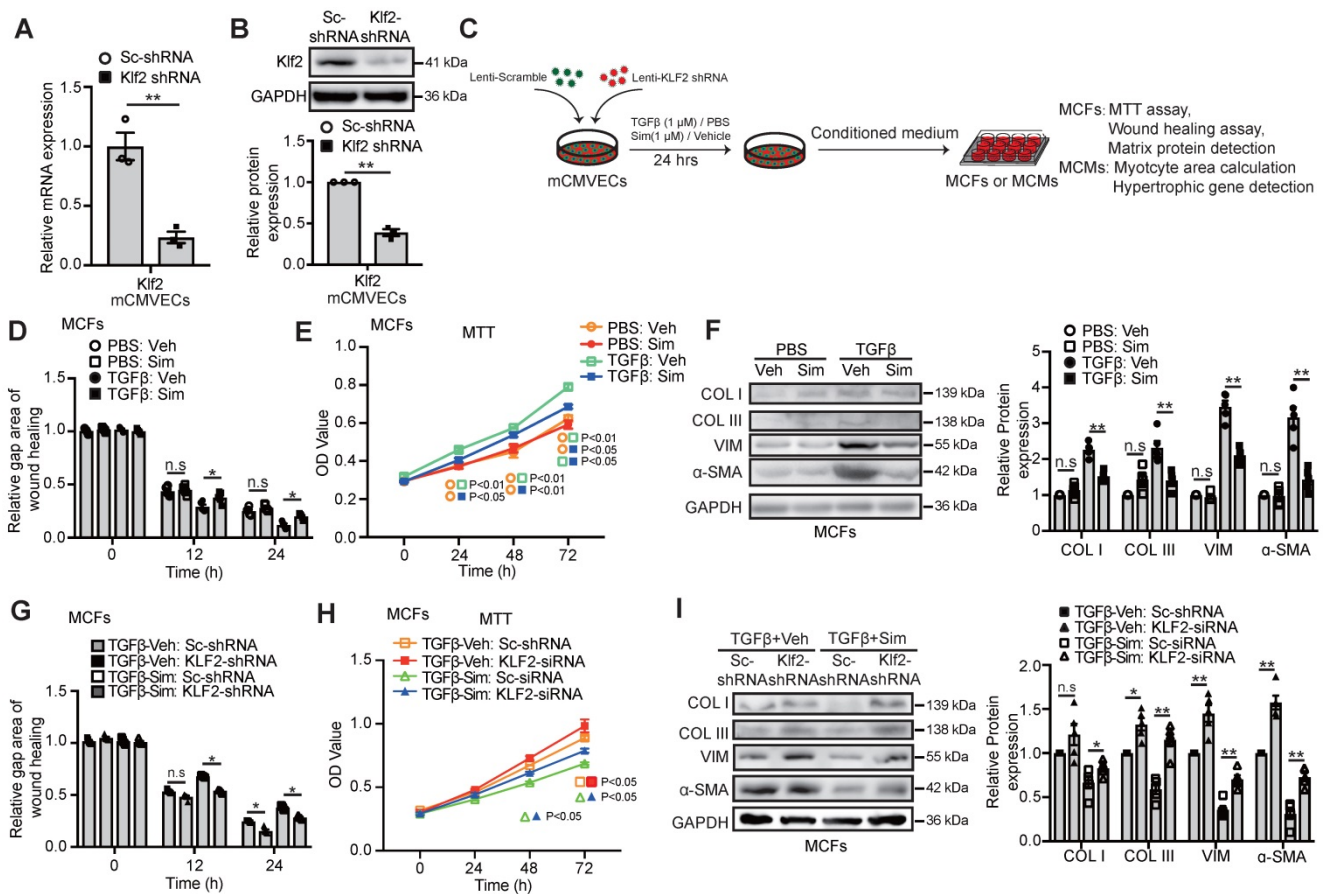 A
Sc-shRNA
Klf2 shRNA
Relative mRNA expression
1.5
1.0
0.5
0.0
**
Klf2
mCMVECs
B
Sc-
shRNA
Klf2-
shRNA
Klf2
41 kDa
GAPDH
36 kDa
Sc-shRNA
Klf2 shRNA
Relative protein
expression
1.5
1.0
0.5
0.0
**
Klf2
mCMVECs
C
Lenti-Scramble
Lenti-KLF2 shRNA
mCMVECs
TGFβ (1 μM) / PBS
Sim(1 μM) / Vehicle
24 hrs
Conditioned medium
MCFs or MCMs
MCFs: MTT assay,
Wound healing assay,
Matrix protein detection
MCMs: Myotcyte area calculation
Hypertrophic gene detection
D
MCFs
PBS: Veh
PBS: Sim
TGFβ: Veh
TGFβ: Sim
Relative gap area of
wound healing
1.5
1.0
0.5
0.0
n.s
*
n.s
*
0
12
24
Time (h)
E
MCFs
MTT
PBS: Veh
PBS: Sim
TGFβ: Veh
TGFβ: Sim
OD Value
1.0
0.8
0.6
0.4
0.2
0.0
P<0.01
P<0.05
P<0.05
P<0.01
P<0.05
P<0.01
P<0.01
0
24
48
72
Time (h)
F
PBS
TGFβ
Veh
Sim
Veh
Sim
COL I
139 kDa
COL III
138 kDa
VIM
55 kDa
α-SMA
42 kDa
GAPDH
36 kDa
MCFs
PBS: Veh
PBS: Sim
TGFβ: Veh
TGFβ: Sim
Relative Protein
expression
5
4
3
2
1
0
n.s
**
n.s
**
n.s
**
n.s
**
COL I
COL III
VIM
α-SMA
G
MCFs
TGFβ-Veh: Sc-shRNA
TGFβ-Veh: KLF2-shRNA
TGFβ-Sim: Sc-shRNA
TGFβ-Sim: KLF2-shRNA
Relative gap area of
wound healing
1.5
1.0
0.5
0.0
n.s
*
*
*
0
12
24
Time (h)
H
MCFs
MTT
TGFβ-Veh: Sc-shRNA
TGFβ-Veh: KLF2-siRNA
TGFβ-Sim: Sc-siRNA
TGFβ-Sim: KLF2-siRNA
OD Value
1.5
1.0
0.5
0.0
P<0.05
P<0.05
P<0.05
0
24
48
72
Time (h)
I
TGFβ+Veh
TGFβ+Sim
Sc-
shRNA
Klf2-
shRNA
Sc-
shRNA
Klf2-
shRNA
COL I
139 kDa
COL III
138 kDa
VIM
55 kDa
α-SMA
42 kDa
GAPDH
36 kDa
MCFs
TGFβ-Veh: Sc-shRNA
TGFβ-Veh: KLF2-siRNA
TGFβ-Sim: Sc-siRNA
TGFβ-Sim: KLF2-siRNA
Relative Protein
expression
2.0
1.5
1.0
0.5
0.0
n.s
*
*
**
**
**
**
**
COL I
COL III
VIM
α-SMA